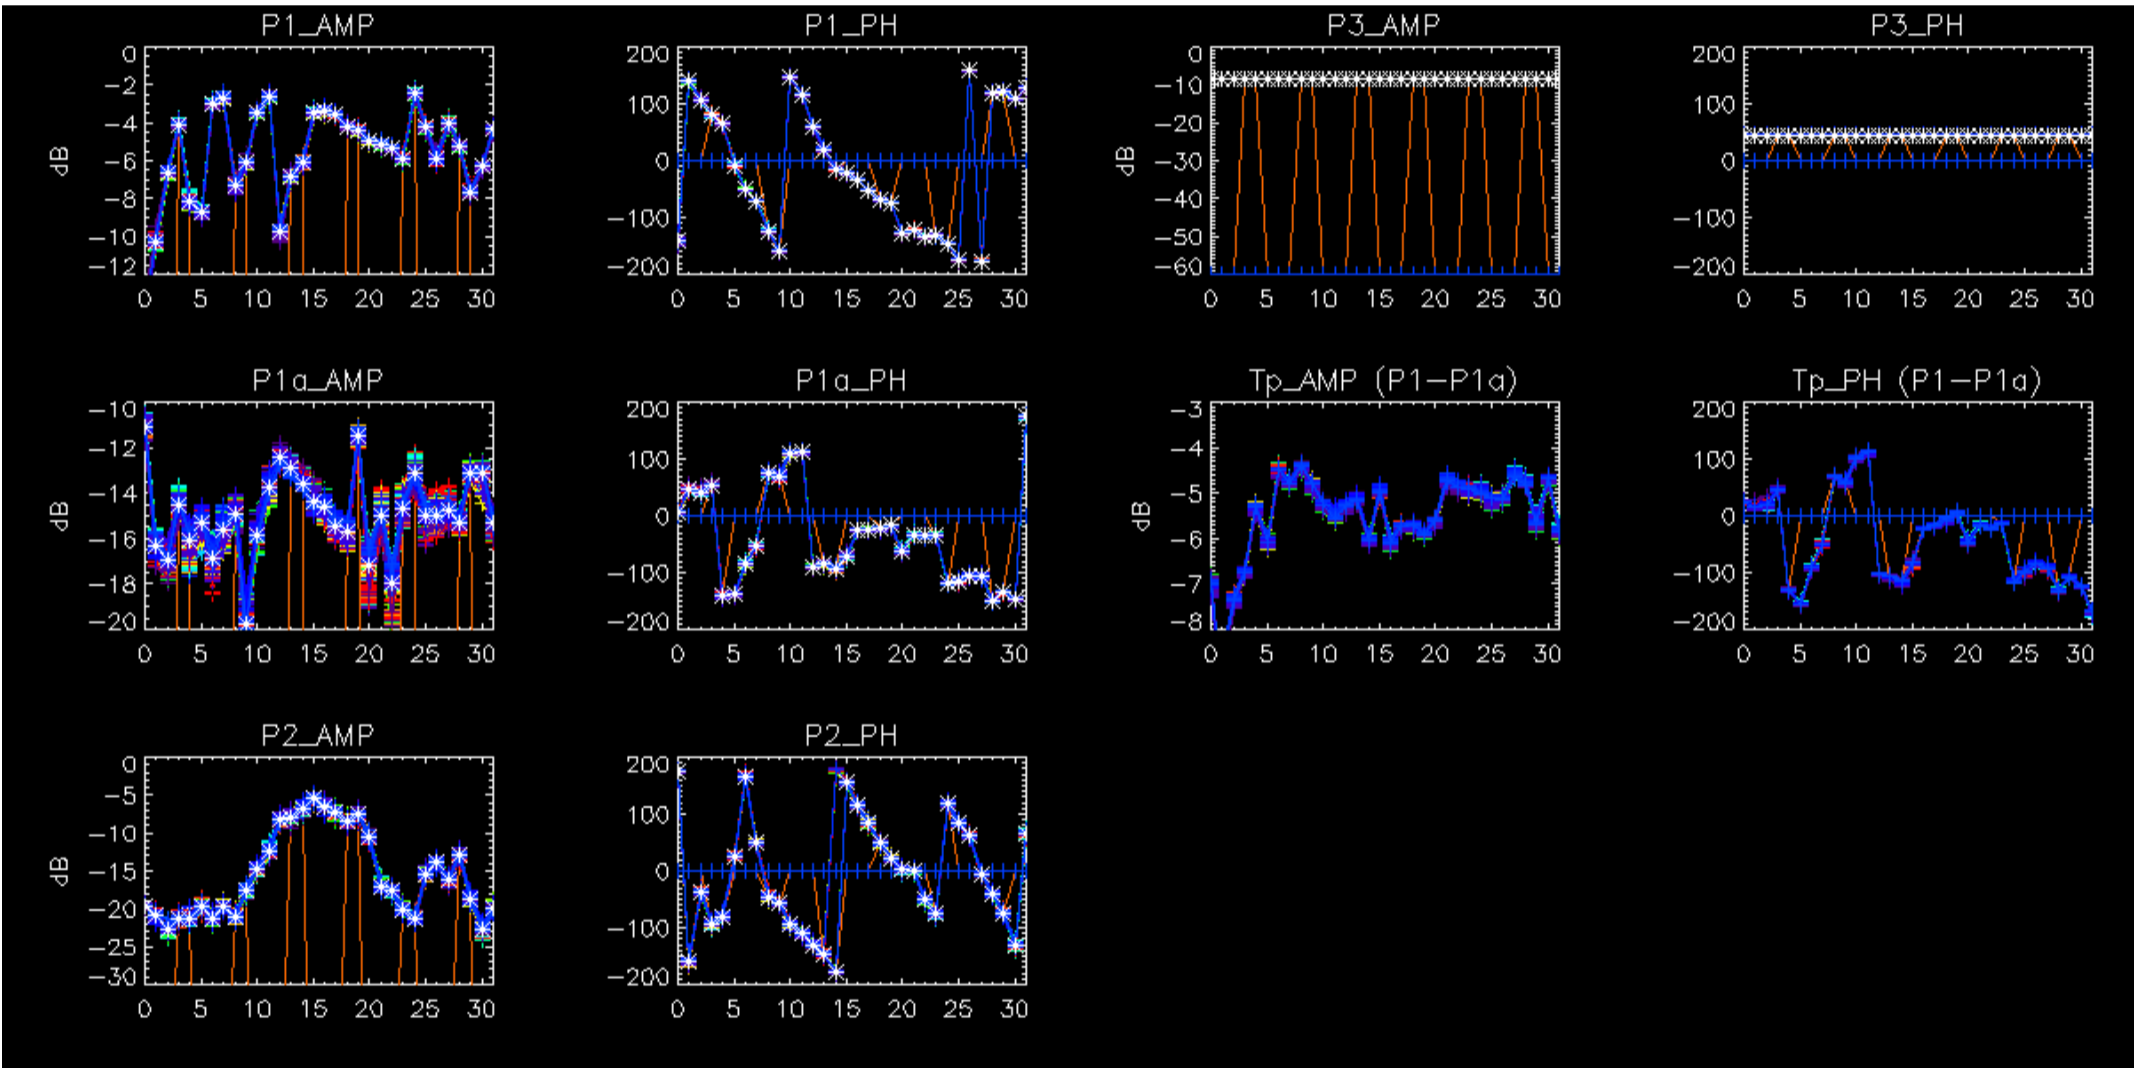 P1_AMP
0
−2
−4
−6
−8
−10
−12
dB
0 5 10 15 20 25 30
P1_PH
200
100
0
−100
−200
0 5 10 15 20 25 30
P3_AMP
0
−10
−20
−30
−40
−50
−60
dB
0 5 10 15 20 25 30
P3_PH
200
100
0
−100
−200
0 5 10 15 20 25 30
P1a_AMP
−10
−12
−14
−16
−18
−20
dB
0 5 10 15 20 25 30
P1a_PH
200
100
0
−100
−200
0 5 10 15 20 25 30
Tp_AMP (P1−P1a)
−3
−4
−5
−6
−7
−8
dB
0 5 10 15 20 25 30
Tp_PH (P1−P1a)
200
100
0
−100
−200
0 5 10 15 20 25 30
P2_AMP
0
−5
−10
−15
−20
−25
−30
dB
0 5 10 15 20 25 30
P2_PH
200
100
0
−100
−200
0 5 10 15 20 25 30